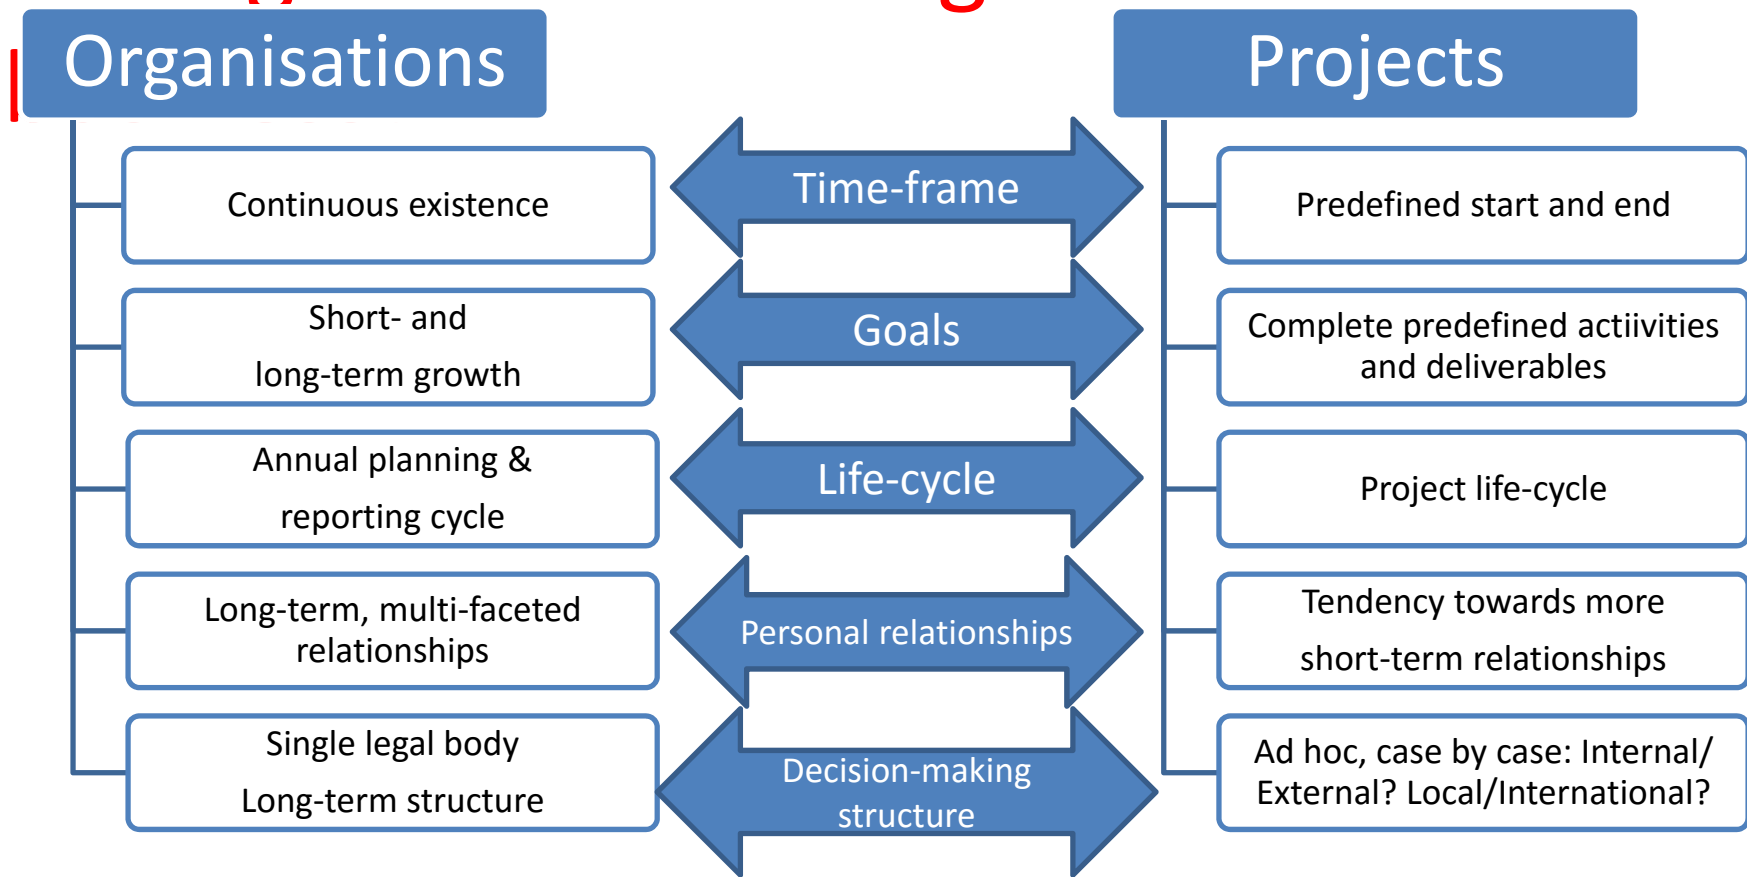 Organisations
Projects
Continuous existence
Time-frame
Predefined start and end
Short- and
long-term growth
Goals
Complete predefined actiivities
and deliverables
Annual planning &
reporting cycle
Life-cycle
Project life-cycle
Long-term, multi-faceted
relationships
Personal relationships
Tendency towards more
short-term relationships
Single legal body
Long-term structure
Decision-making
structure
Ad hoc, case by case: Internal/
External? Local/International?